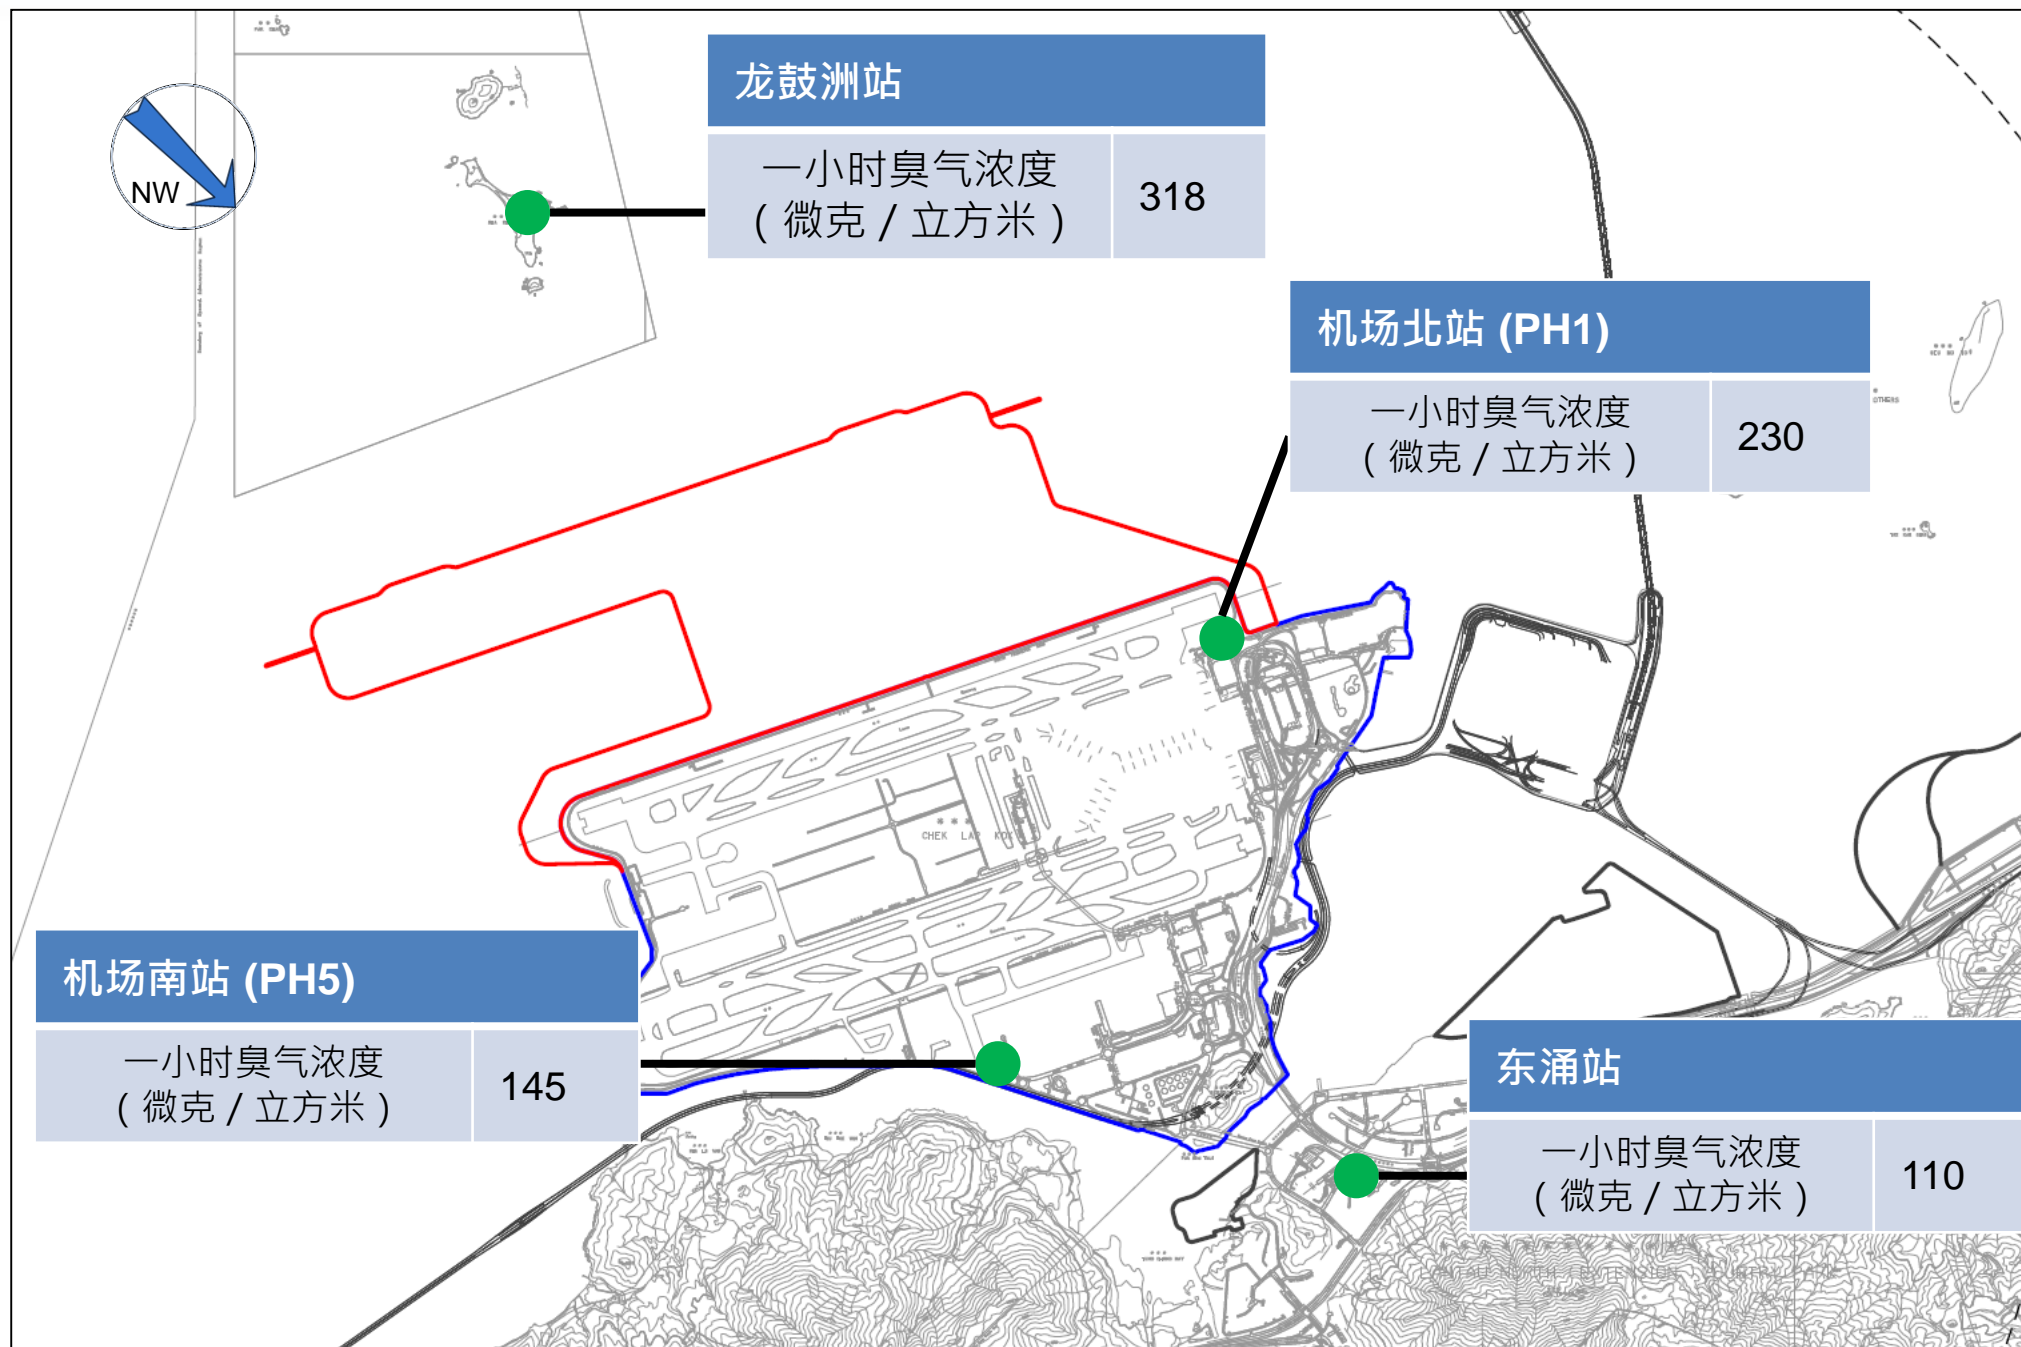 龙鼓洲站
一小时臭气浓度
( 微克 / 立方米 )
318
NW
机场北站 (PH1)
一小时臭气浓度
( 微克 / 立方米 )
230
OTHERS
CHEK LAP KOK
机场南站 (PH5)
一小时臭气浓度
( 微克 / 立方米 )
145
东涌站
一小时臭气浓度
( 微克 / 立方米 )
110